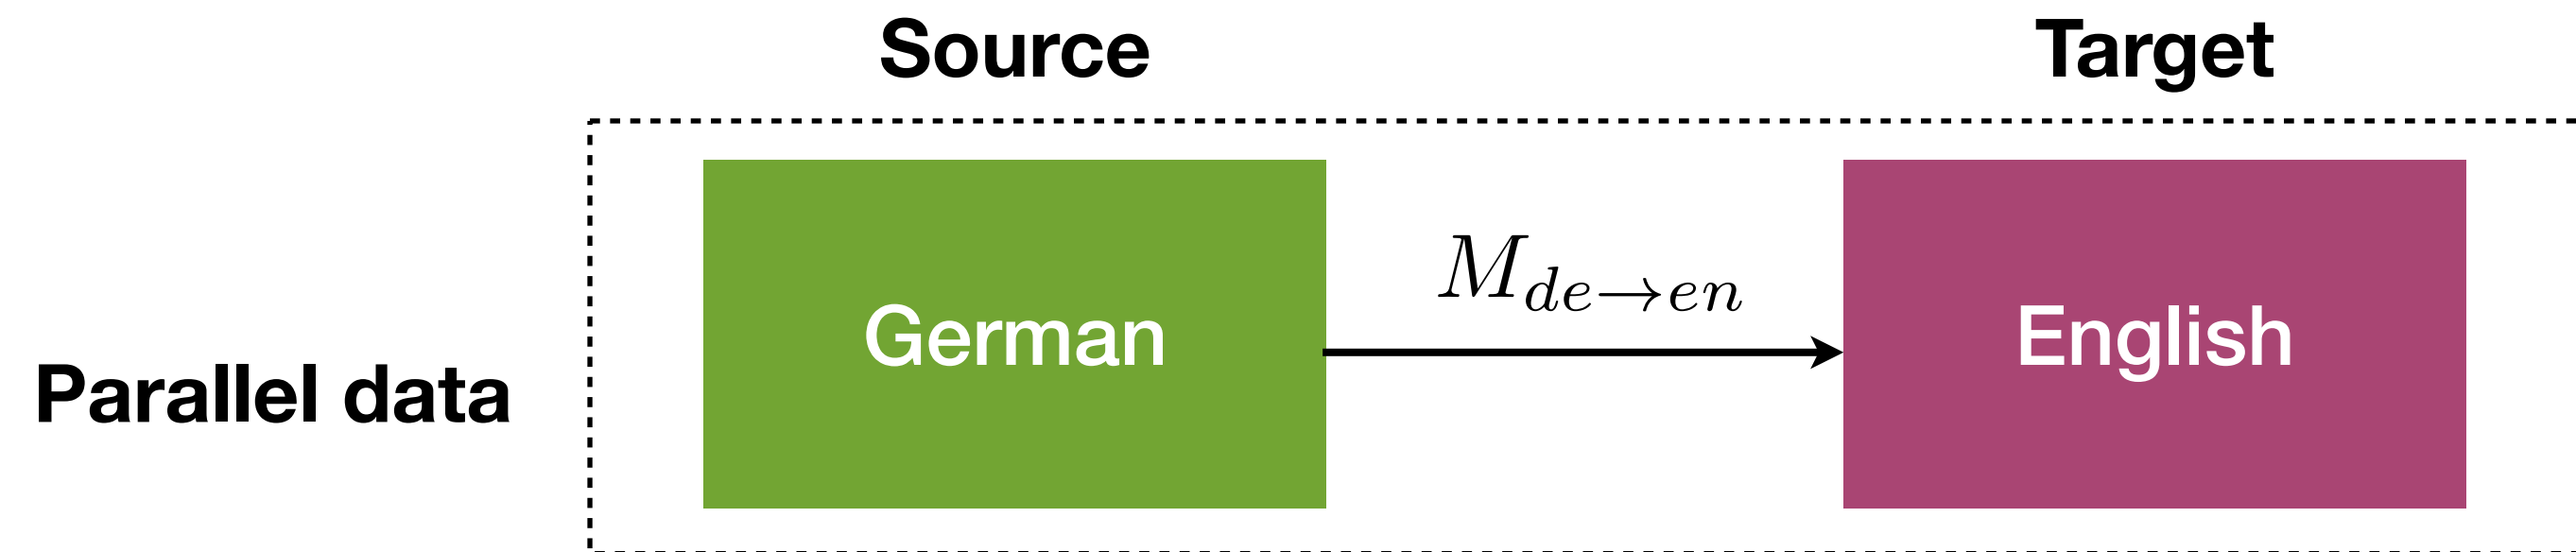 Source Target
M_{de→en}
German English
Parallel data